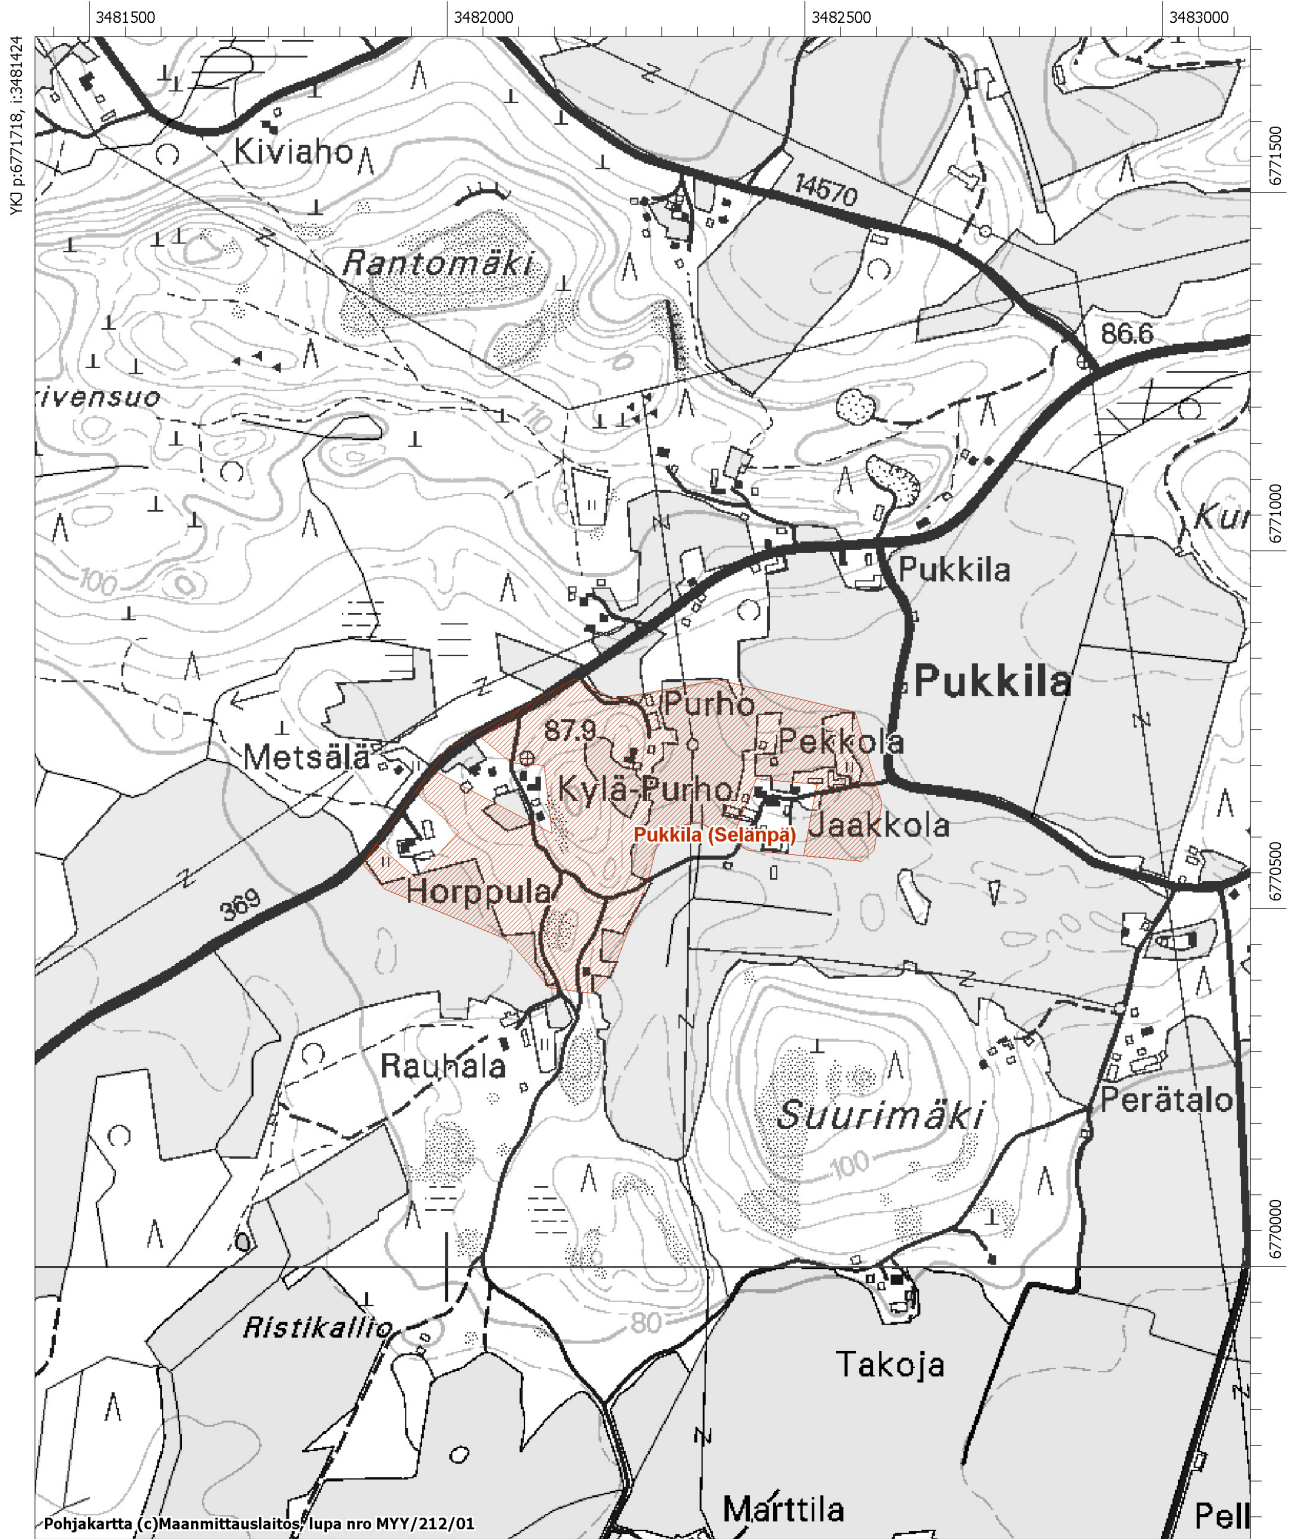 3481500
3482000
3482500
3483000
YKJ p:6771718, i:3481424
Kiviaho
14570
6771500
Rantomäki
86.6
rivensuo
110
6771000
Kur
100
Pukkila
Pukkila
Purho
87.9
Pekkola
Metsälä
Kylä-Purho
Jaakkola
Pukkila (Selänpä)
6770500
Horppula
369
Rauhala
Perätalo
Suurimäki
100
6770000
80
Ristikallio
Takoja
Marttila
Pell
Pohjakartta (c)Maanmittauslaitos, lupa nro MYY/212/01